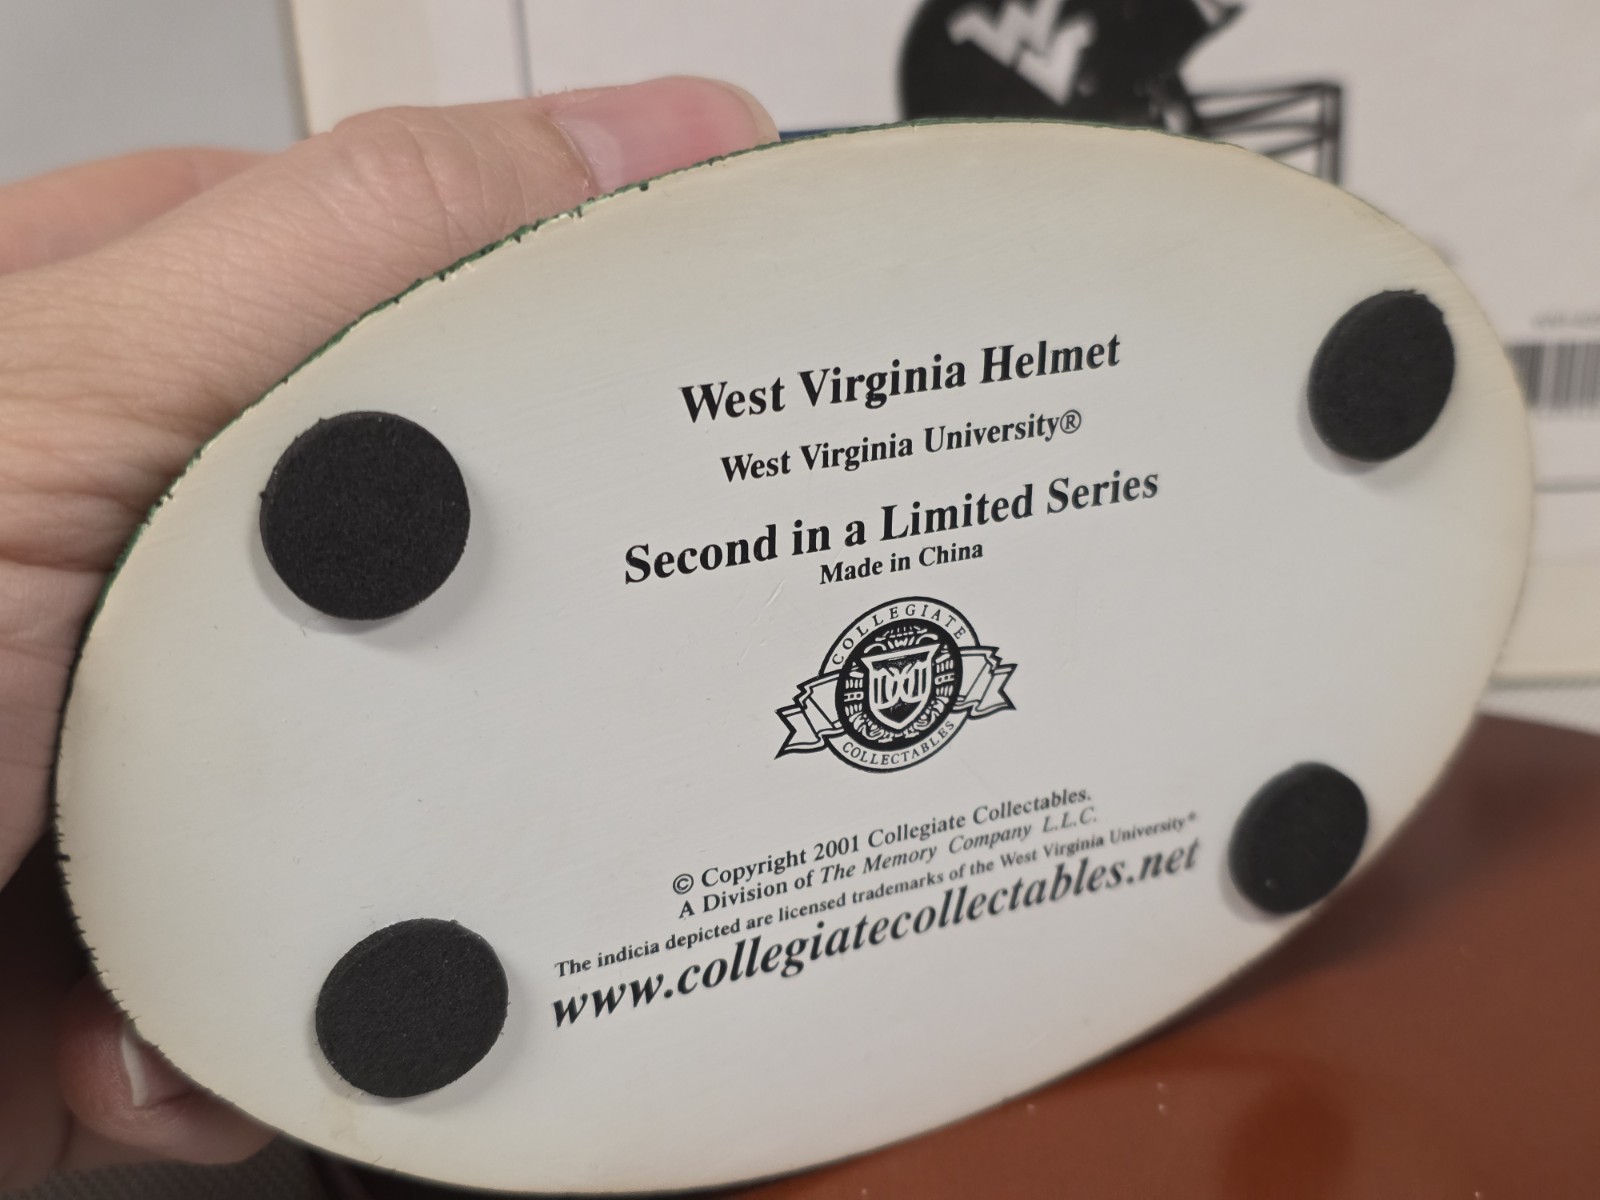 West Virginia Helmet
West Virginia University®
Second in a Limited Series
Made in China
COLLEGIATE
COLLECTABLES
© Copyright 2001 Collegiate Collectables.
A Division of The Memory Company L.L.C.
The indicia depicted are licensed trademarks of the West Virginia University®
www.collegiatecollectables.net